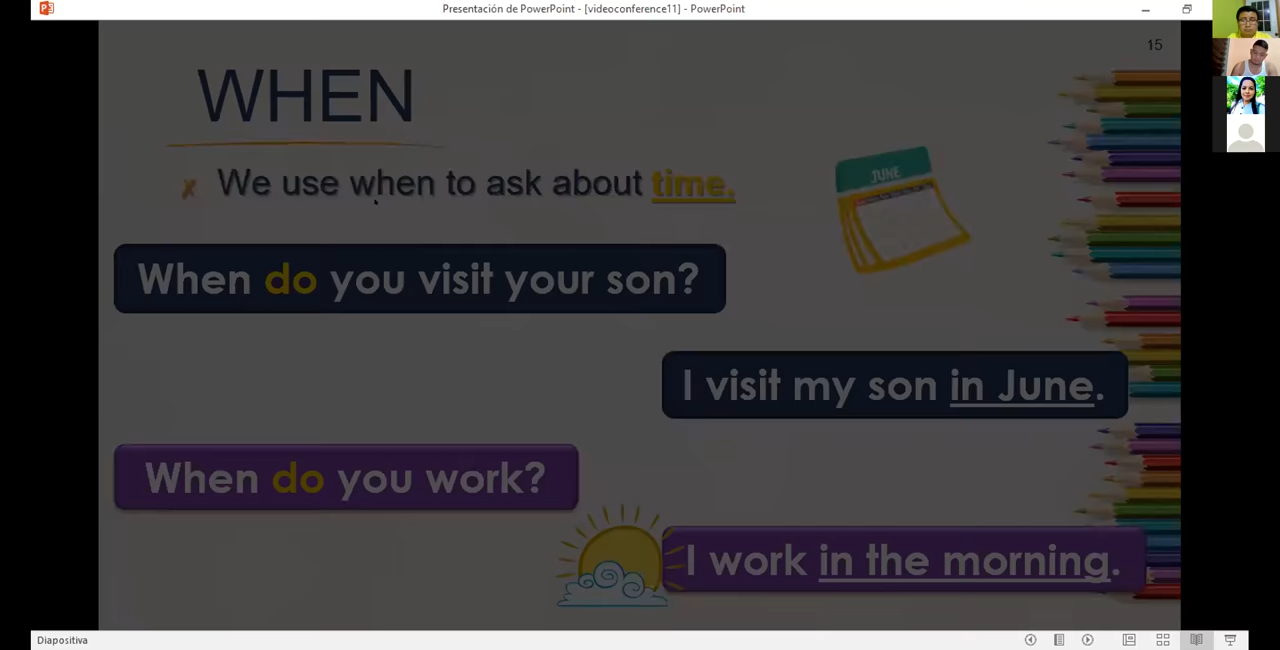 Presentación de PowerPoint - [videoconference11] - PowerPoint
15
WHEN
We use when to ask about time.
JUNE
When do you visit your son?
I visit my son in June.
When do you work?
I work in the morning.
Diapositiva